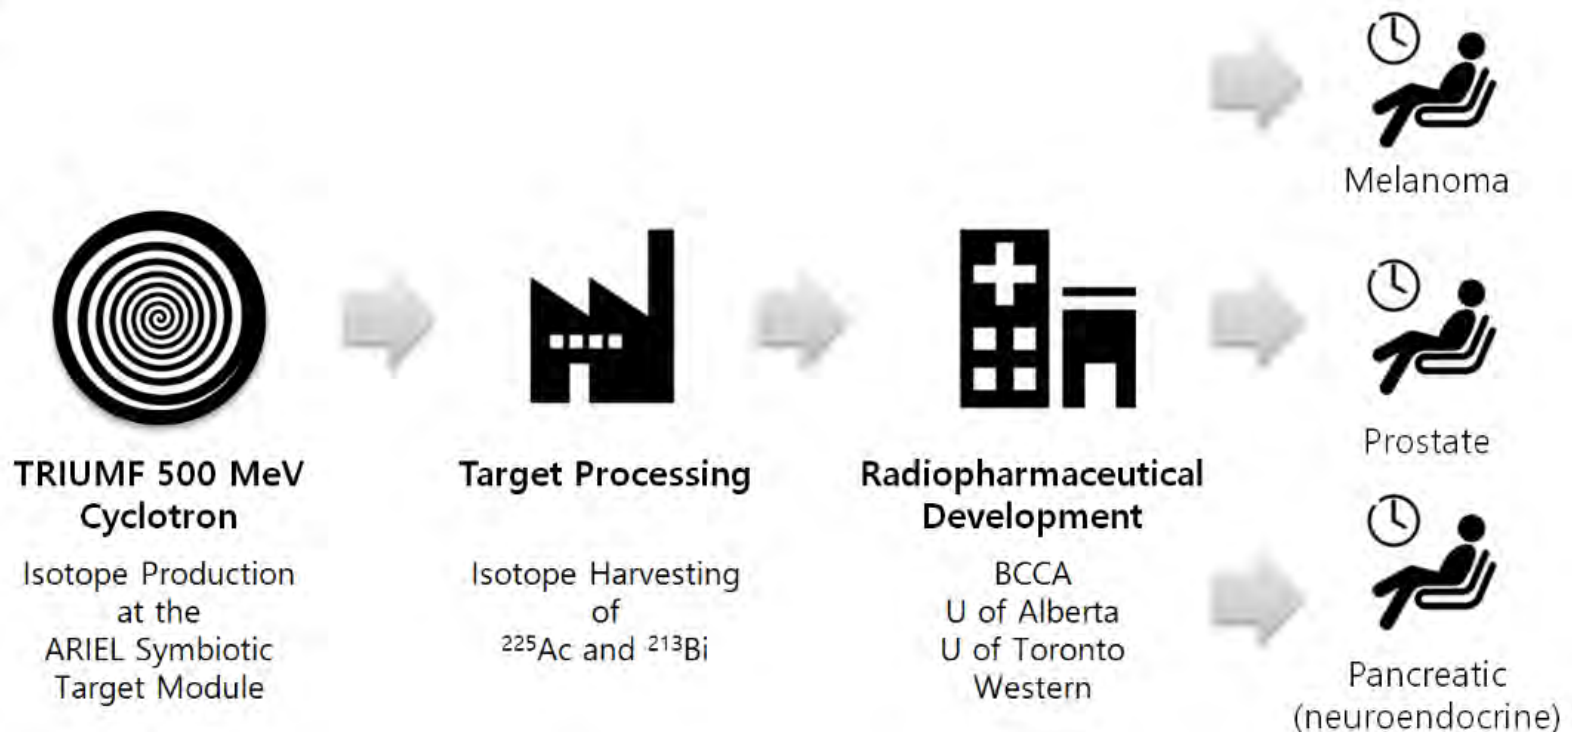 TRIUMF 500 MeV
Cyclotron
Isotope Production
at the
ARIEL Symbiotic
Target Module
Target Processing
Isotope Harvesting
of
²²⁵Ac and ²¹³Bi
Radiopharmaceutical
Development
BCCA
U of Alberta
U of Toronto
Western
Melanoma
Prostate
Pancreatic
(neuroendocrine)